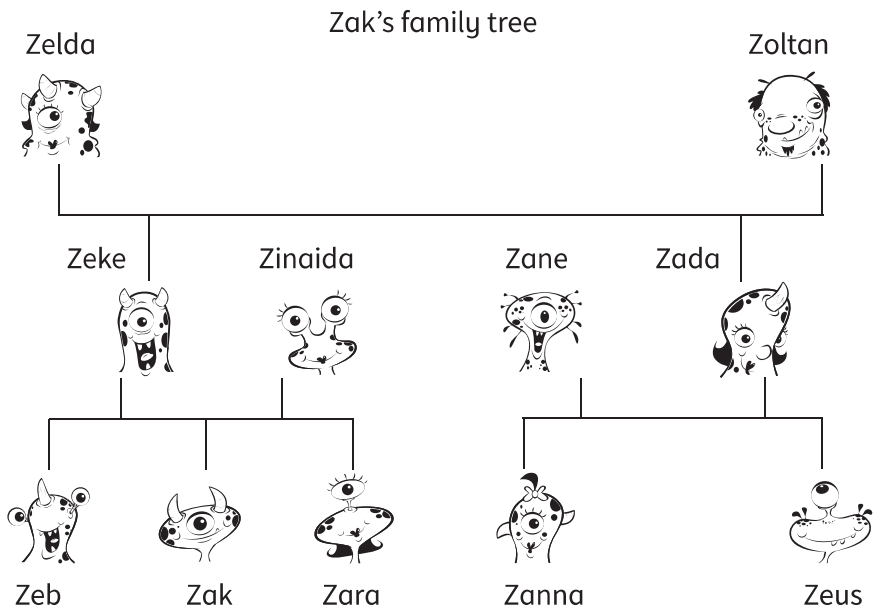 Zak's family tree
Zelda
Zoltan
Zeke
Zinaida
Zane
Zada
Zeb
Zak
Zara
Zanna
Zeus